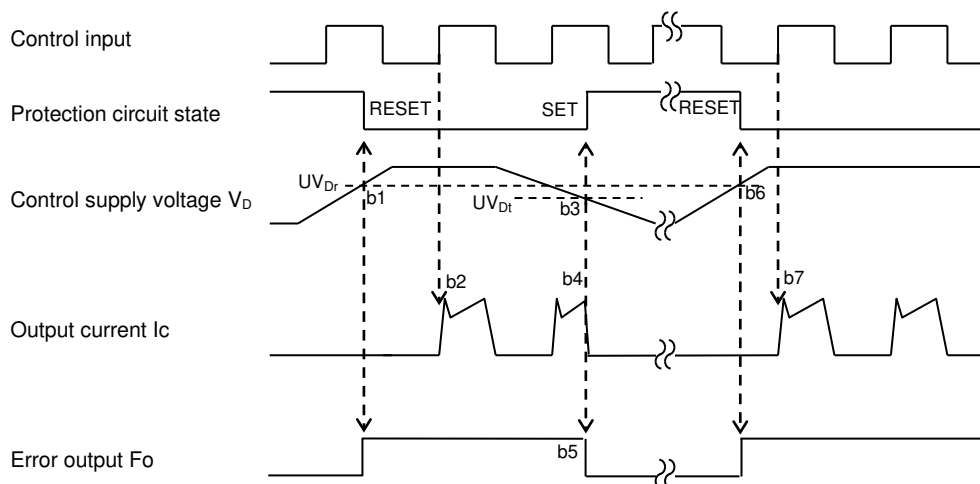 Control input
Protection circuit state
RESET
SET
RESET
Control supply voltage VD
UVDr
b1
UVDt
b3
b6
Output current Ic
b2
b4
b7
Error output Fo
b5